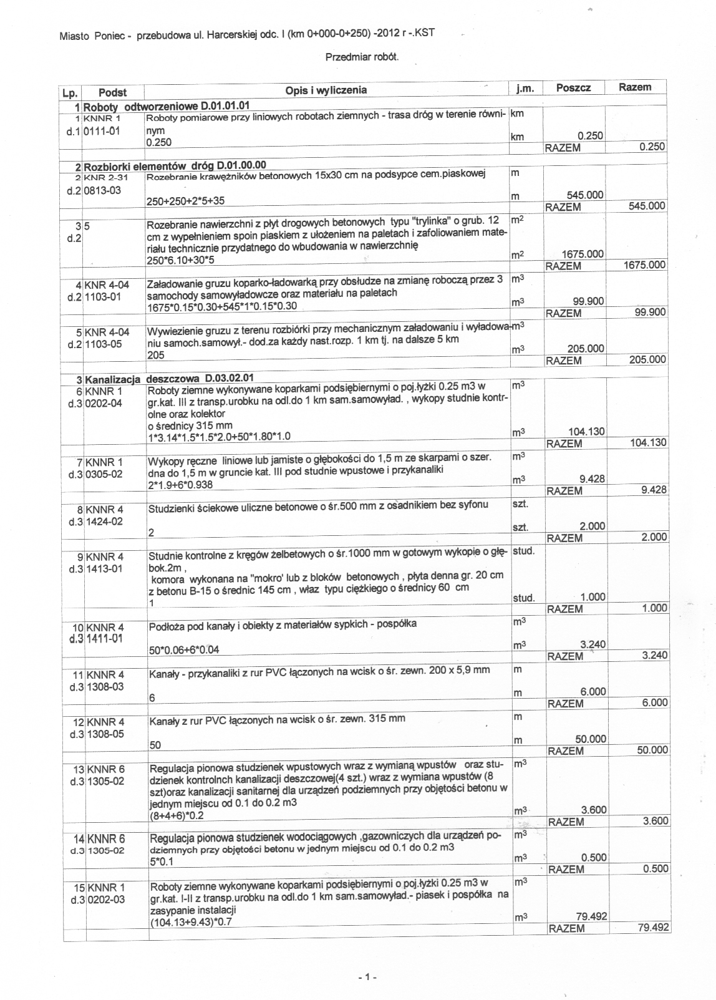 Miasto Poniec - przebudowa ul. Harcerskiej odc. I (km 0+000-0+250) -2012 r -.KST
Przedmiar robót.
Lp. Podst Opis i wyliczenia j.m. Poszcz Razem
1 Roboty odtworzeniowe D.01.01.01
1 KNNR 1 Roboty pomiarowe przy liniowych robotach ziemnych - trasa dróg w terenie równi- km
d.1 0111-01 nym
0.250 km 0.250
RAZEM 0.250
2 Rozbiorki elementów dróg D.01.00.00
2 KNR 2-31 Rozebranie krawężników betonowych 15x30 cm na podsypce cem.piaskowej m
d.2 0813-03
250+250+2*5+35 m 545.000
RAZEM 545.000
3 5 Rozebranie nawierzchni z płyt drogowych betonowych typu "trylinka" o grub. 12 m2
d.2 cm z wypełnieniem spoin piaskiem z ułożeniem na paletach i zafoliowaniem mate-
riału technicznie przydatnego do wbudowania w nawierzchnię
250*6.10+30*5 m2 1675.000
RAZEM 1675.000
4 KNR 4-04 Załadowanie gruzu koparko-ładowarką przy obsłudze na zmianę roboczą przez 3 m3
d.2 1103-01 samochody samowyładowcze oraz materiału na paletach
1675*0.15*0.30+545*1*0.15*0.30 m3 99.900
RAZEM 99.900
5 KNR 4-04 Wywiezienie gruzu z terenu rozbiórki przy mechanicznym załadowaniu i wyładowa- m3
d.2 1103-05 niu samoch.samowył.- dod.za każdy nast.rozp. 1 km tj. na dalsze 5 km
205 m3 205.000
RAZEM 205.000
3 Kanalizacja deszczowa D.03.02.01
6 KNNR 1 Roboty ziemne wykonywane koparkami podsiębiernymi o poj.łyżki 0.25 m3 w m3
d.3 0202-04 gr.kat. III z transp.urobku na odl.do 1 km sam.samowyład. , wykopy studnie kontr-
olne oraz kolektor
o średnicy 315 mm
1*3.14*1.5*1.5*2.0+50*1.80*1.0 m3 104.130
RAZEM 104.130
7 KNNR 1 Wykopy ręczne liniowe lub jamiste o głębokości do 1,5 m ze skarpami o szer. m3
d.3 0305-02 dna do 1,5 m w gruncie kat. III pod studnie wpustowe i przykanaliki
2*1.9+6*0.938 m3 9.428
RAZEM 9.428
8 KNNR 4 Studzienki ściekowe uliczne betonowe o śr.500 mm z osadnikiem bez syfonu szt.
d.3 1424-02
2 szt. 2.000
RAZEM 2.000
9 KNNR 4 Studnie kontrolne z kręgów żelbetowych o śr.1000 mm w gotowym wykopie o głę- stud.
d.3 1413-01 bok.2m ,
komora wykonana na "mokro' lub z bloków betonowych , płyta denna gr. 20 cm
z betonu B-15 o średnic 145 cm , właz typu ciężkiego o średnicy 60 cm
1 stud. 1.000
RAZEM 1.000
10 KNNR 4 Podłoża pod kanały i obiekty z materiałów sypkich - pospółka m3
d.3 1411-01
50*0.06+6*0.04 m3 3.240
RAZEM 3.240
11 KNNR 4 Kanały - przykanaliki z rur PVC łączonych na wcisk o śr. zewn. 200 x 5,9 mm m
d.3 1308-03
6 m 6.000
RAZEM 6.000
12 KNNR 4 Kanały z rur PVC łączonych na wcisk o śr. zewn. 315 mm m
d.3 1308-05
50 m 50.000
RAZEM 50.000
13 KNNR 6 Regulacja pionowa studzienek wpustowych wraz z wymianą wpustów oraz stu- m3
d.3 1305-02 dzienek kontrolnch kanalizacji deszczowej(4 szt.) wraz z wymiana wpustów (8
szt)oraz kanalizacji sanitarnej dla urządzeń podziemnych przy objętości betonu w
jednym miejscu od 0.1 do 0.2 m3
(8+4+6)*0.2 m3 3.600
RAZEM 3.600
14 KNNR 6 Regulacja pionowa studzienek wodociągowych ,gazowniczych dla urządzeń po- m3
d.3 1305-02 dziemnych przy objętości betonu w jednym miejscu od 0.1 do 0.2 m3
5*0.1 m3 0.500
RAZEM 0.500
15 KNNR 1 Roboty ziemne wykonywane koparkami podsiębiernymi o poj.łyżki 0.25 m3 w m3
d.3 0202-03 gr.kat. I-II z transp.urobku na odl.do 1 km sam.samowyład.- piasek i pospółka na
zasypanie instalacji
(104.13+9.43)*0.7 m3 79.492
RAZEM 79.492
- 1 -